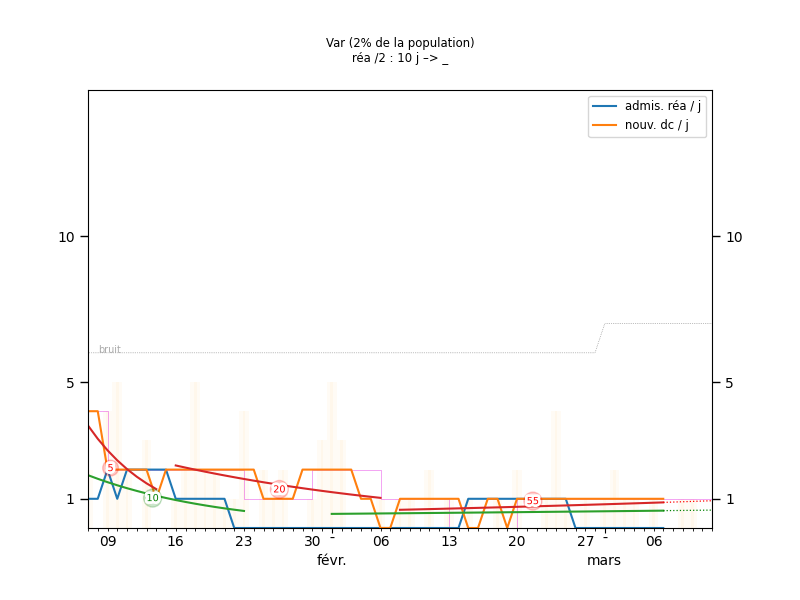 Var (2% de la population)
réa /2 : 10 j –> _
admis. réa / j
nouv. dc / j
10 10
bruit
5 5
5
20
10
55
1 1
09 16 23 30 - 06 13 20 27 - 06
févr. mars